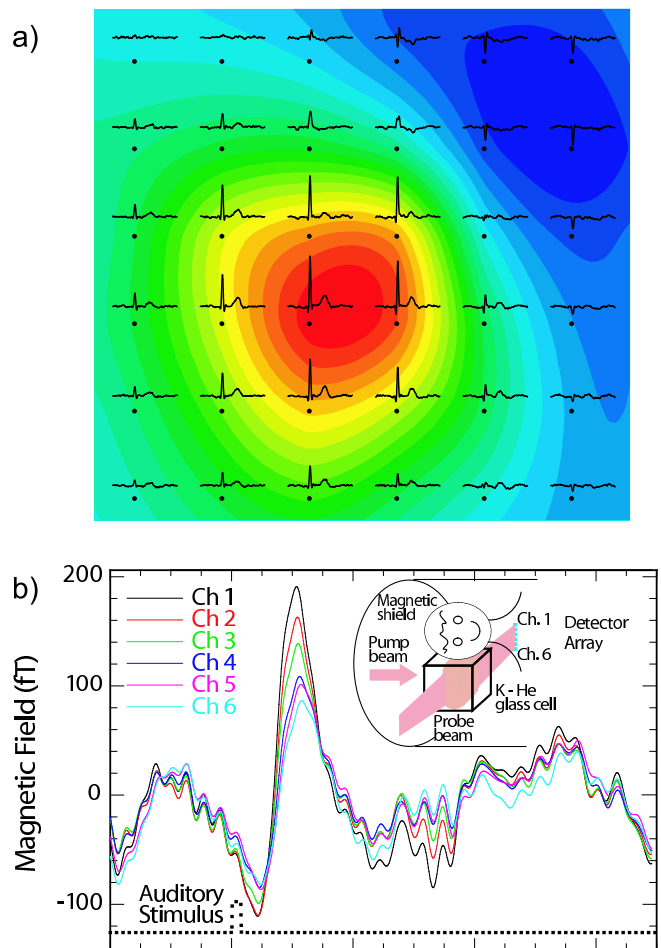 a)
b)
200
100
0
-100
Magnetic Field (fT)
Ch 1
Ch 2
Ch 3
Ch 4
Ch 5
Ch 6
Magnetic
shield
Pump
beam
Probe
beam
K - He
glass cell
Ch. 1
Ch. 6
Detector
Array
Auditory
Stimulus